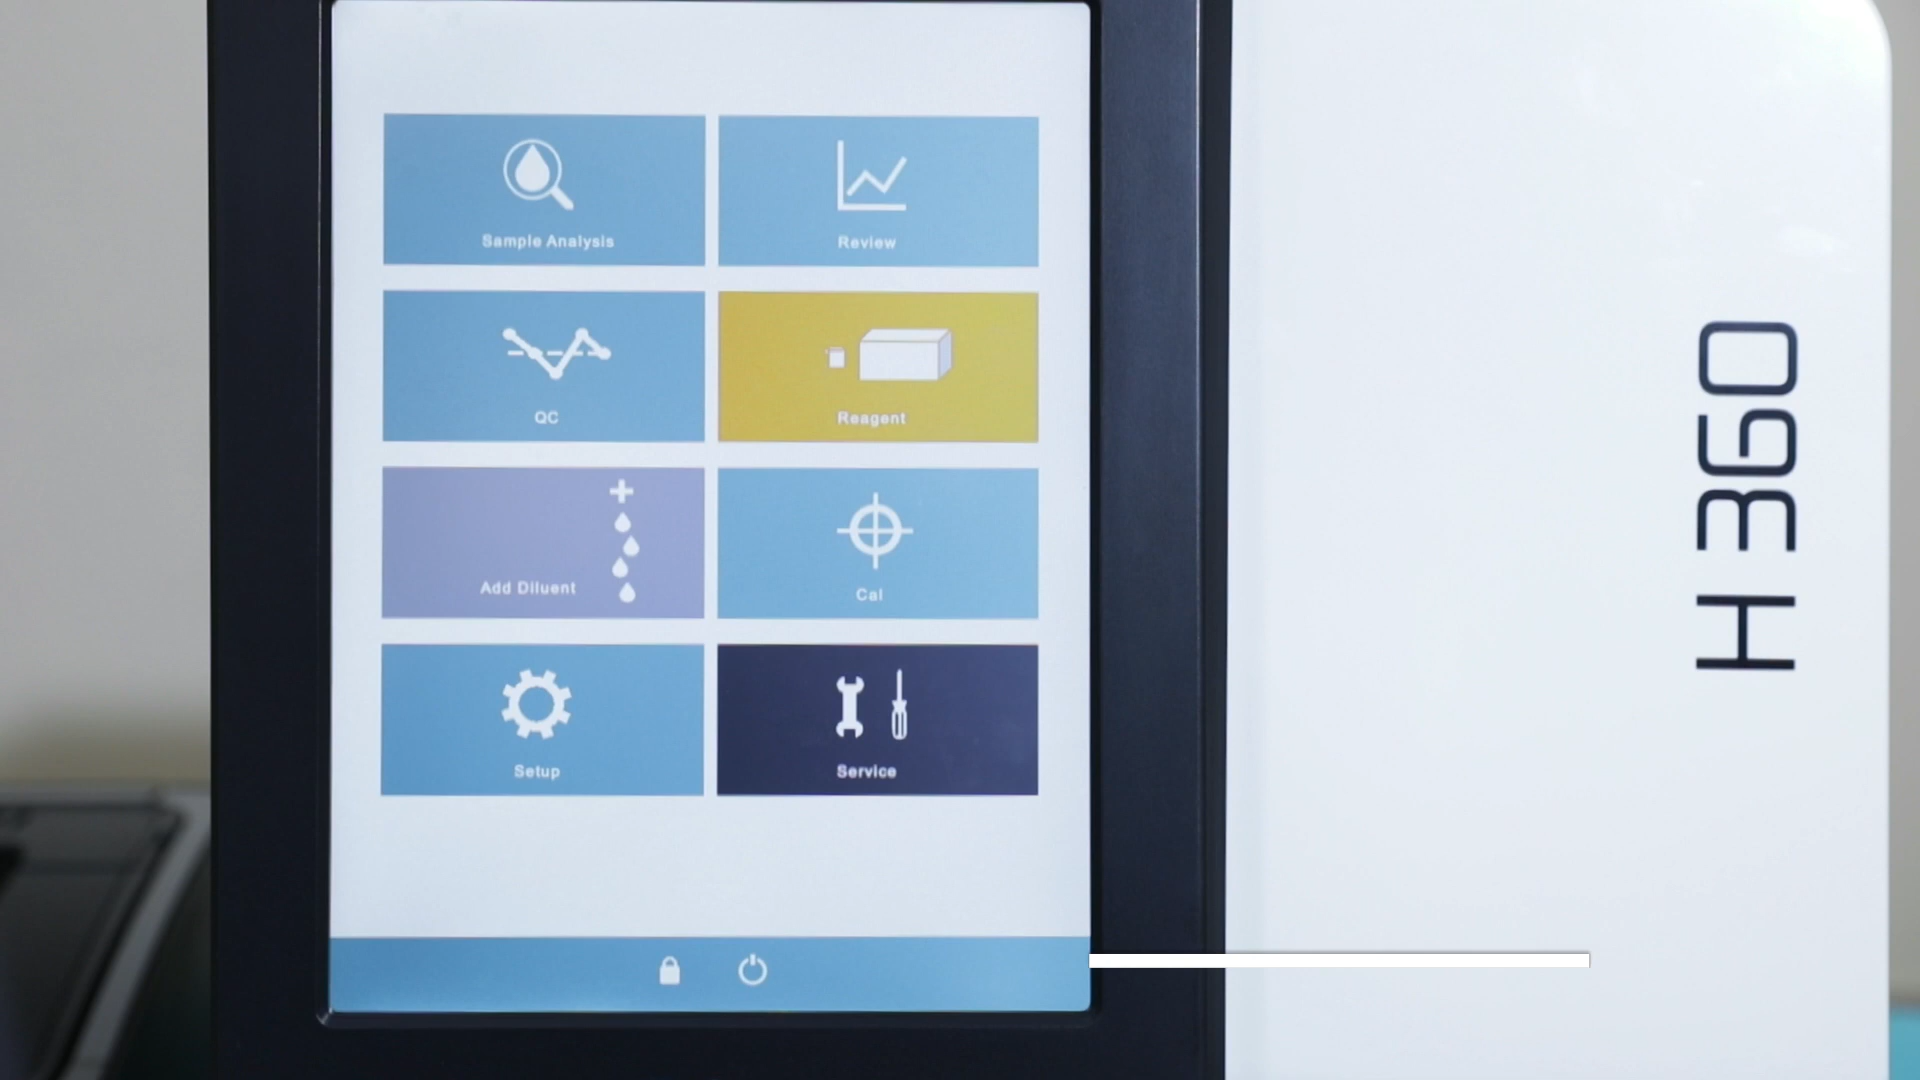 Sample Analysis
Review
QC
Reagent
Add Diluent
Cal
Setup
Service
H 360